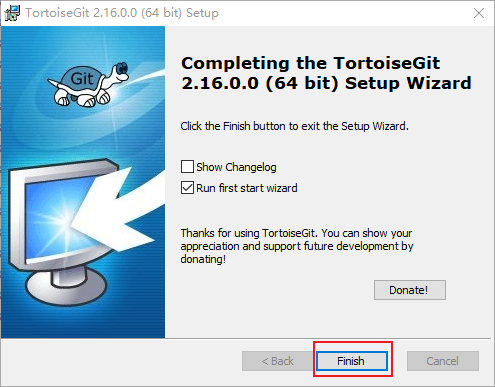 TortoiseGit 2.16.0.0 (64 bit) Setup
Git
Completing the TortoiseGit
2.16.0.0 (64 bit) Setup Wizard
Click the Finish button to exit the Setup Wizard.
Show Changelog
Run first start wizard
Thanks for using TortoiseGit. You can show your
appreciation and support future development by
donating!
Donate!
< Back
Finish
Cancel